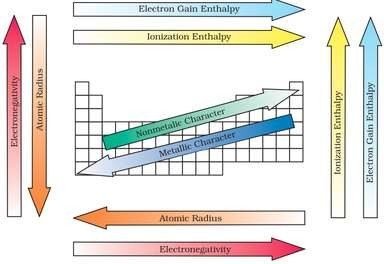 Electron Gain Enthalpy
Ionization Enthalpy
Electronegativity
Atomic Radius
Nonmetallic Character
Metallic Character
Ionization Enthalpy
Electron Gain Enthalpy
Atomic Radius
Electronegativity